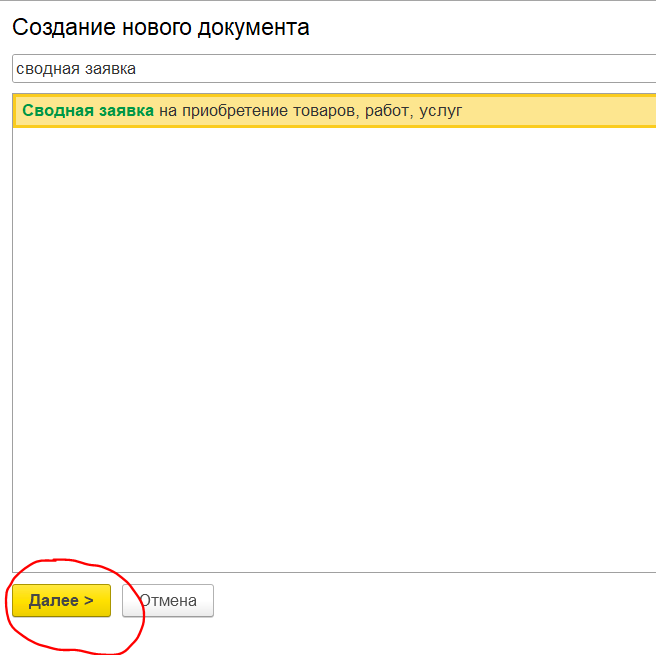 Создание нового документа
сводная заявка
Сводная заявка на приобретение товаров, работ, услуг
Далее > Отмена